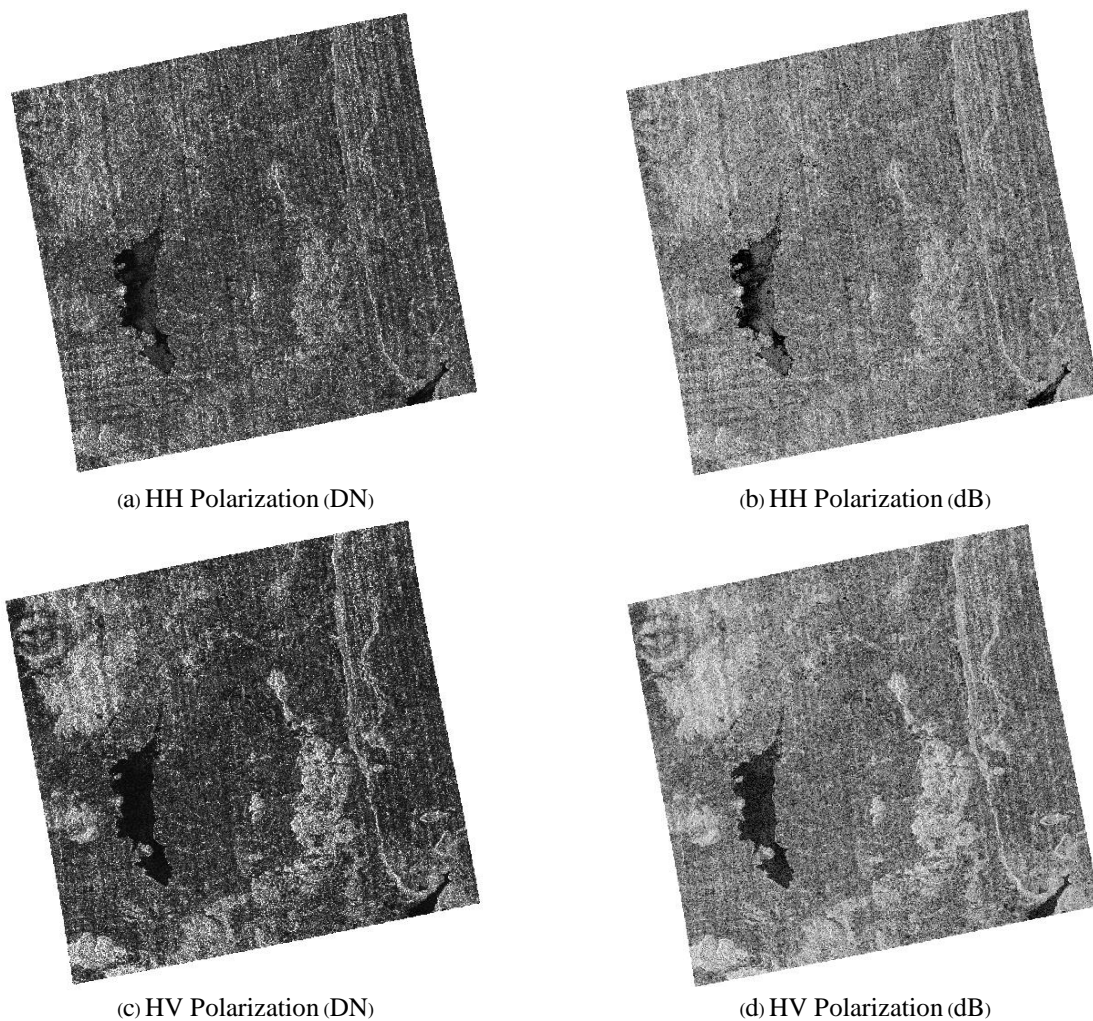 (a) HH Polarization (DN)
(b) HH Polarization (dB)
(c) HV Polarization (DN)
(d) HV Polarization (dB)